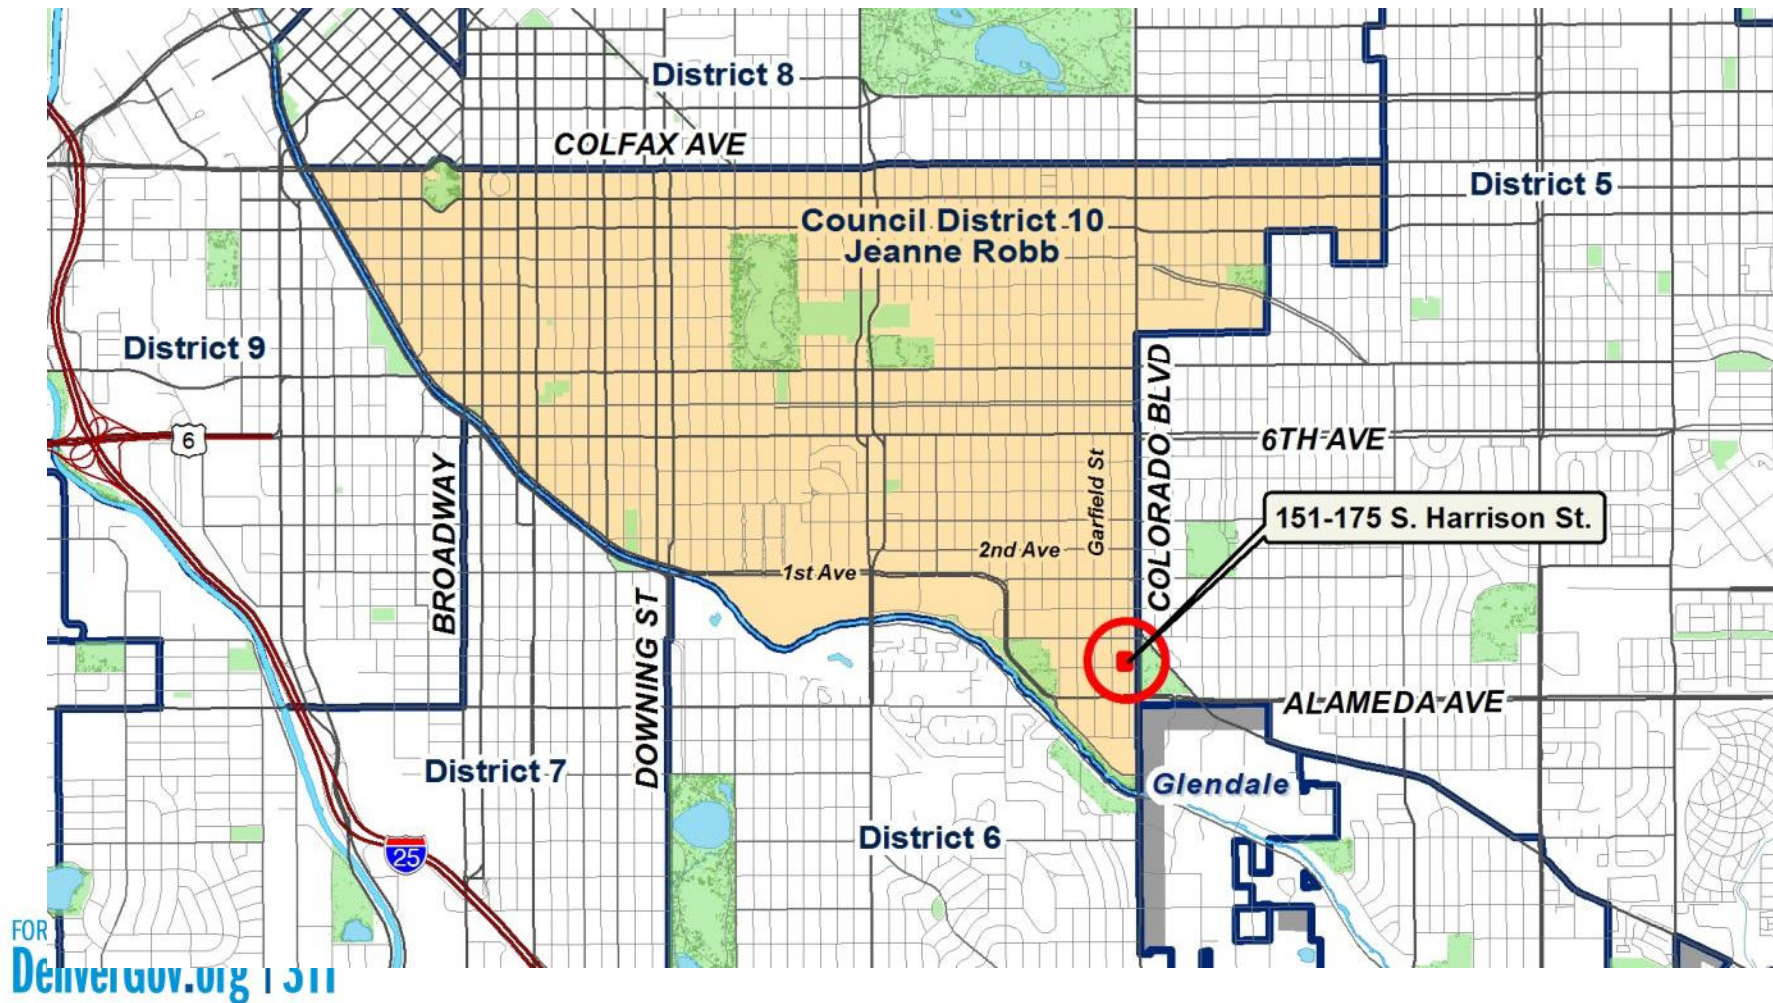 District 8
COLFAX AVE
District 5
Council District 10
Jeanne Robb
District 9
COLORADO BLVD
6TH AVE
6
BROADWAY
Garfield St
151-175 S. Harrison St.
2nd Ave
1st Ave
DOWNING ST
ALAMEDA AVE
District 7
Glendale
District 6
25
FOR
DenverGov.org | 311